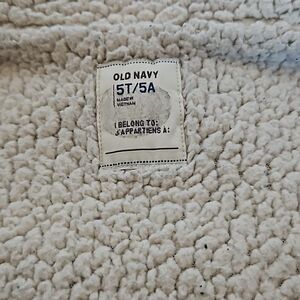 OLD NAVY
5T/5A
MADE IN
VIETNAM
I BELONG TO:
J'APPARTIENS À: